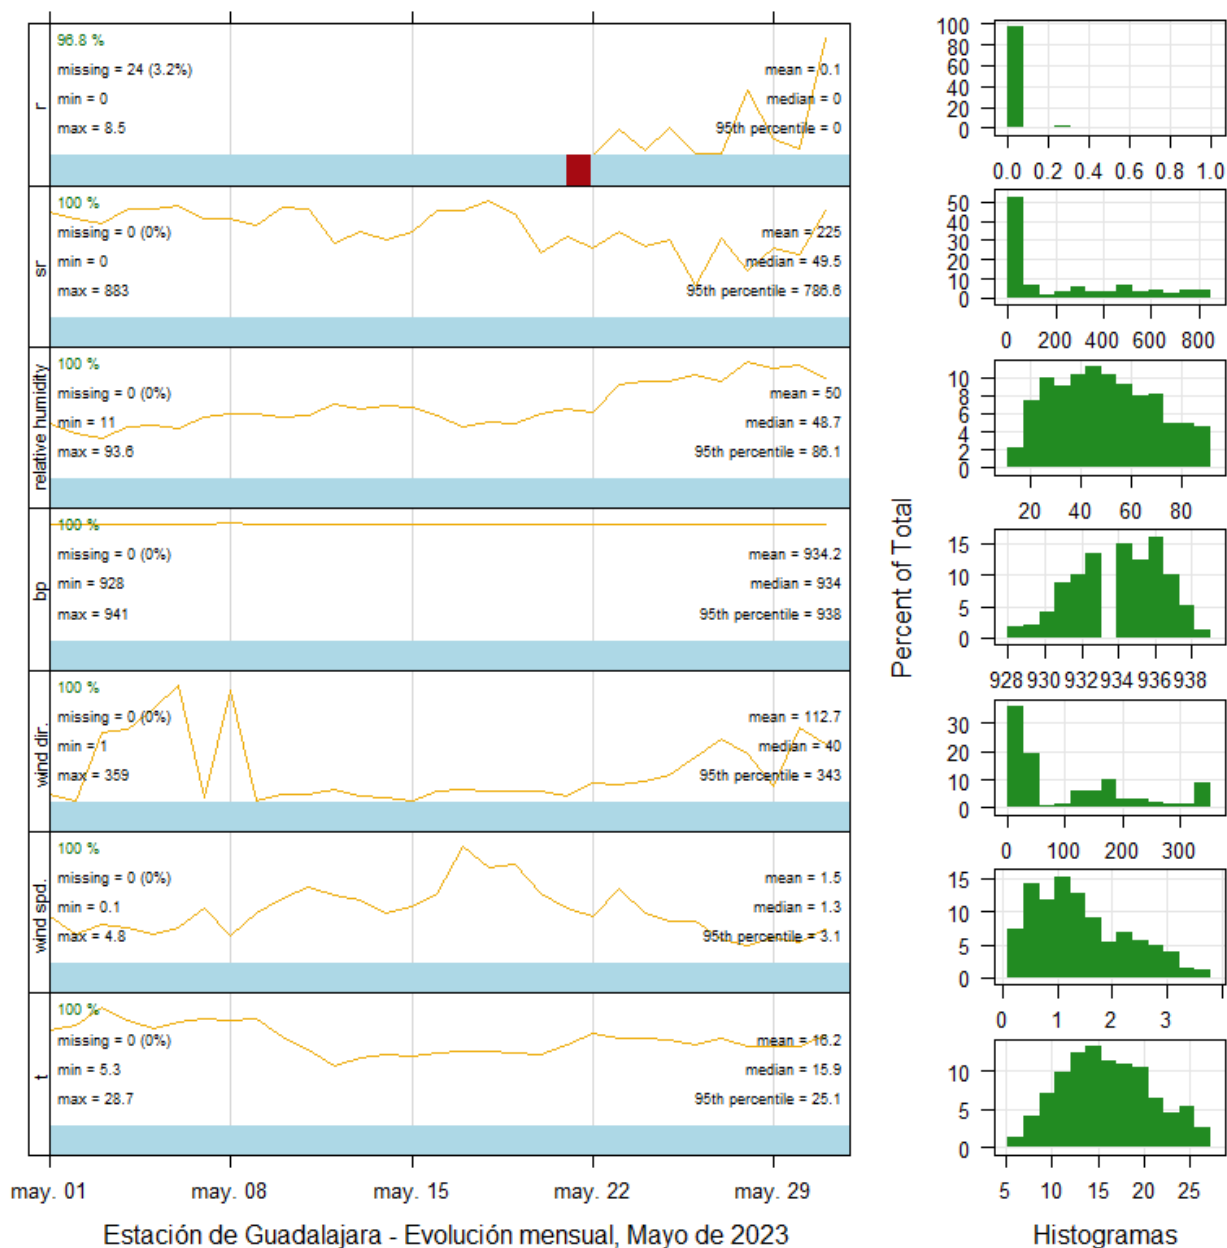 r
96.8 %
missing = 24 (3.2%)
min = 0
max = 8.5
mean = 0.1
median = 0
95th percentile = 0
sr
100 %
missing = 0 (0%)
min = 0
max = 883
mean = 225
median = 49.5
95th percentile = 786.6
relative humidity
100 %
missing = 0 (0%)
min = 11
max = 93.6
mean = 50
median = 48.7
95th percentile = 86.1
bp
100 %
missing = 0 (0%)
min = 928
max = 941
mean = 934.2
median = 934
95th percentile = 938
wind dir.
100 %
missing = 0 (0%)
min = 1
max = 359
mean = 112.7
median = 40
95th percentile = 343
wind spd.
100 %
missing = 0 (0%)
min = 0.1
max = 4.8
mean = 1.5
median = 1.3
95th percentile = 3.1
t
100 %
missing = 0 (0%)
min = 5.3
max = 28.7
mean = 16.2
median = 15.9
95th percentile = 25.1
may. 01 may. 08 may. 15 may. 22 may. 29
Estación de Guadalajara - Evolución mensual, Mayo de 2023
Percent of Total
100
80
60
40
20
0
0.0 0.2 0.4 0.6 0.8 1.0
50
40
30
20
10
0
0 200 400 600 800
10
8
6
4
2
0
20 40 60 80
15
10
5
0
928 930 932 934 936 938
30
20
10
0
0 100 200 300
15
10
5
0
0 1 2 3
10
5
0
5 10 15 20 25
Histogramas